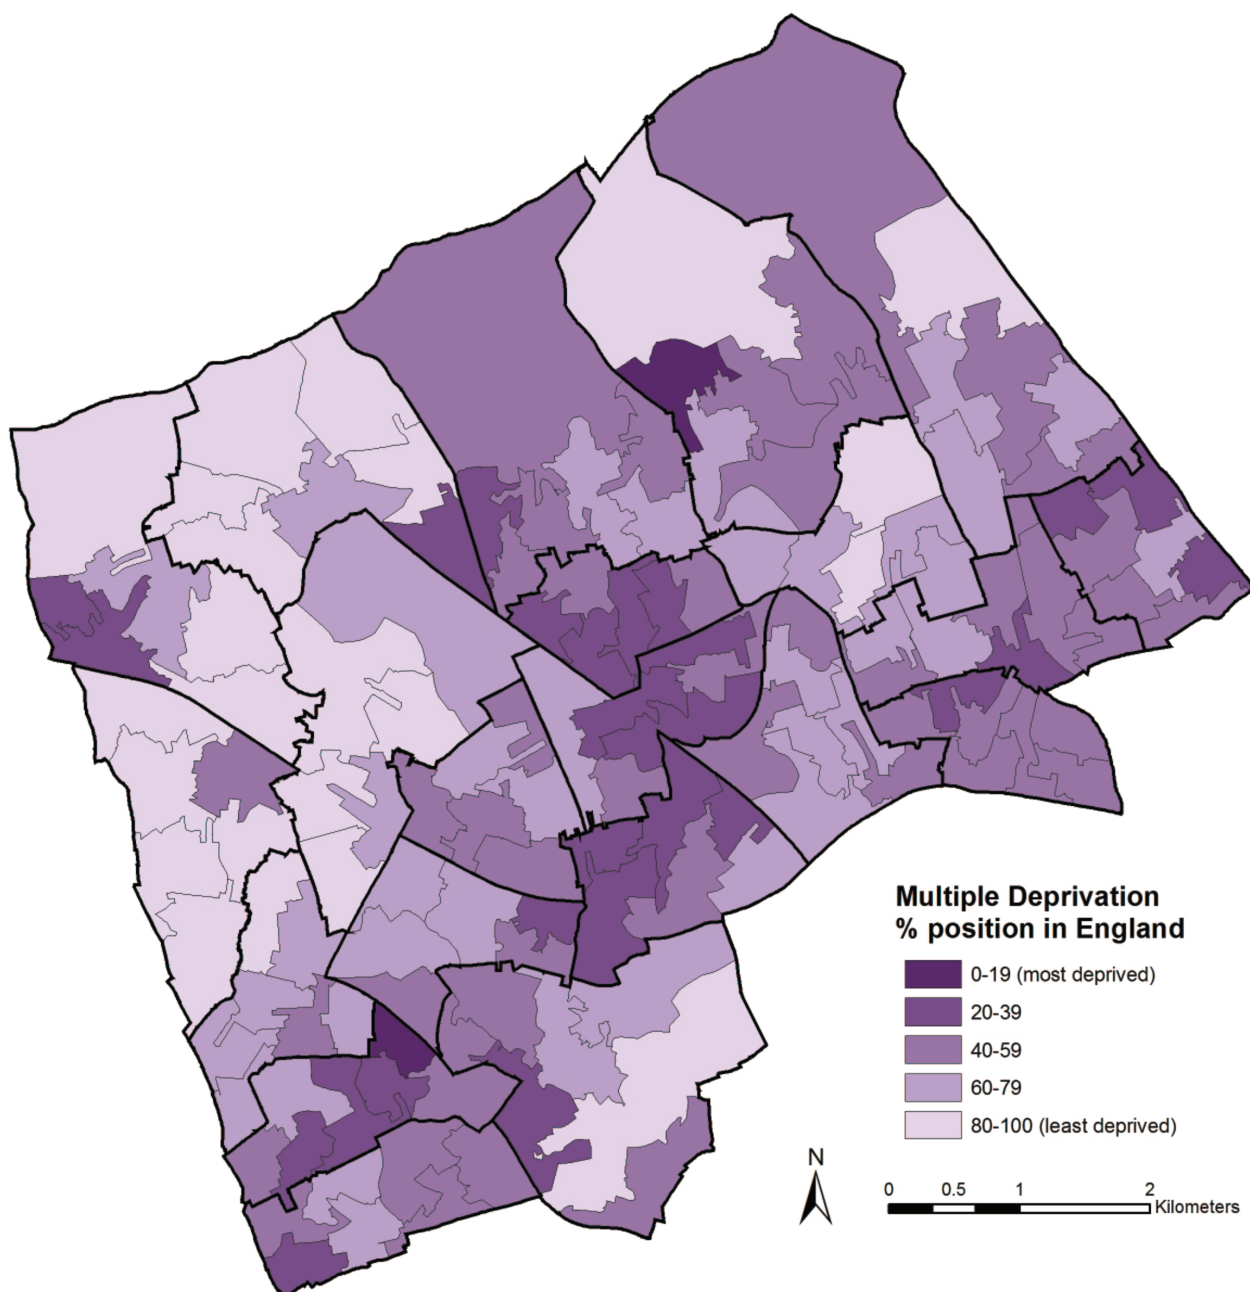 Multiple Deprivation
% position in England
0-19 (most deprived)
20-39
40-59
60-79
80-100 (least deprived)
N
0 0.5 1 2
Kilometers